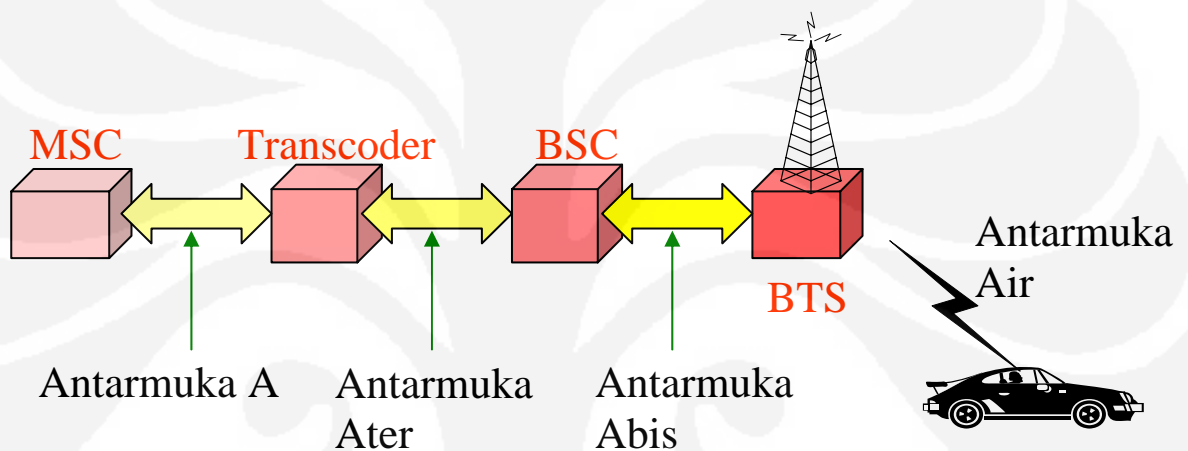 MSC
Transcoder
BSC
BTS
Antarmuka
Air
Antarmuka A
Antarmuka
Ater
Antarmuka
Abis